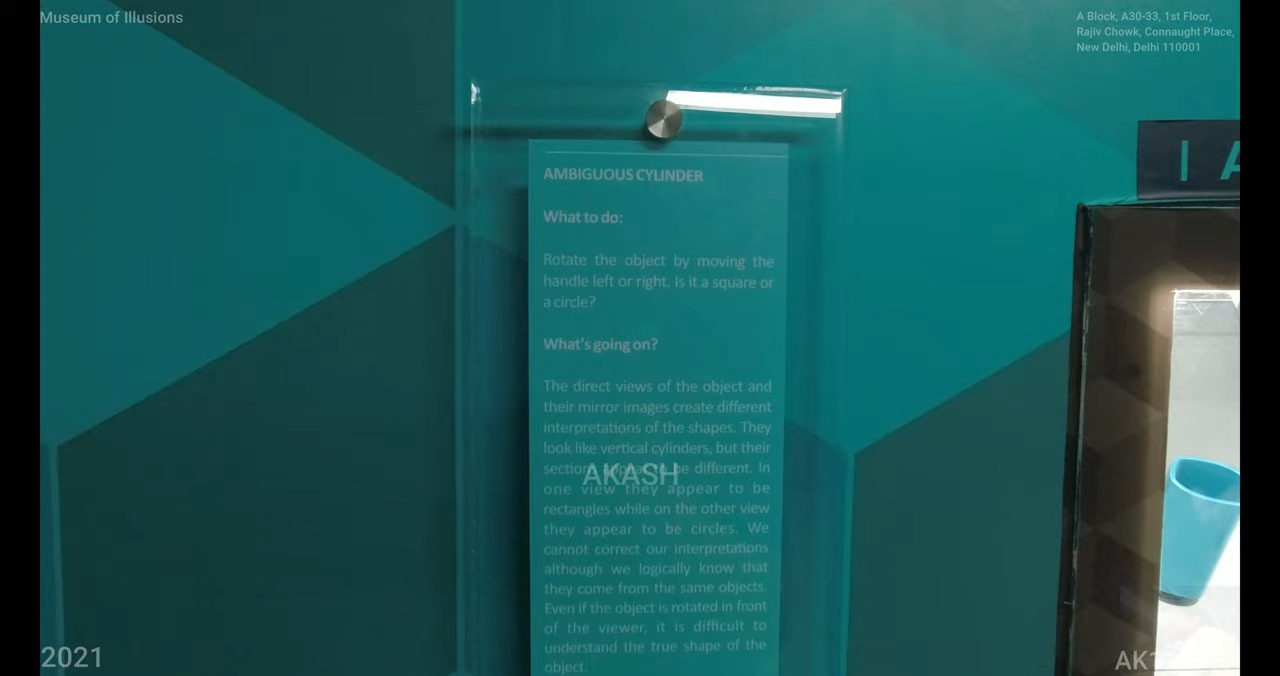 Museum of Illusions
A Block, A30-33, 1st Floor,
Rajiv Chowk, Connaught Place,
New Delhi, Delhi 110001
I A
AMBIGUOUS CYLINDER
What to do:
Rotate the object by moving the
handle left or right. Is it a square or
a circle?
What's going on?
The direct views of the object and
their mirror images create different
interpretations of the shapes. They
look like vertical cylinders, but their
sections appear to be different. In
AKASH
one view they appear to be
rectangles while on the other view
they appear to be circles. We
cannot correct our interpretations
although we logically know that
they come from the same objects.
Even if the object is rotated in front
of the viewer, it is difficult to
understand the true shape of the
object.
2021